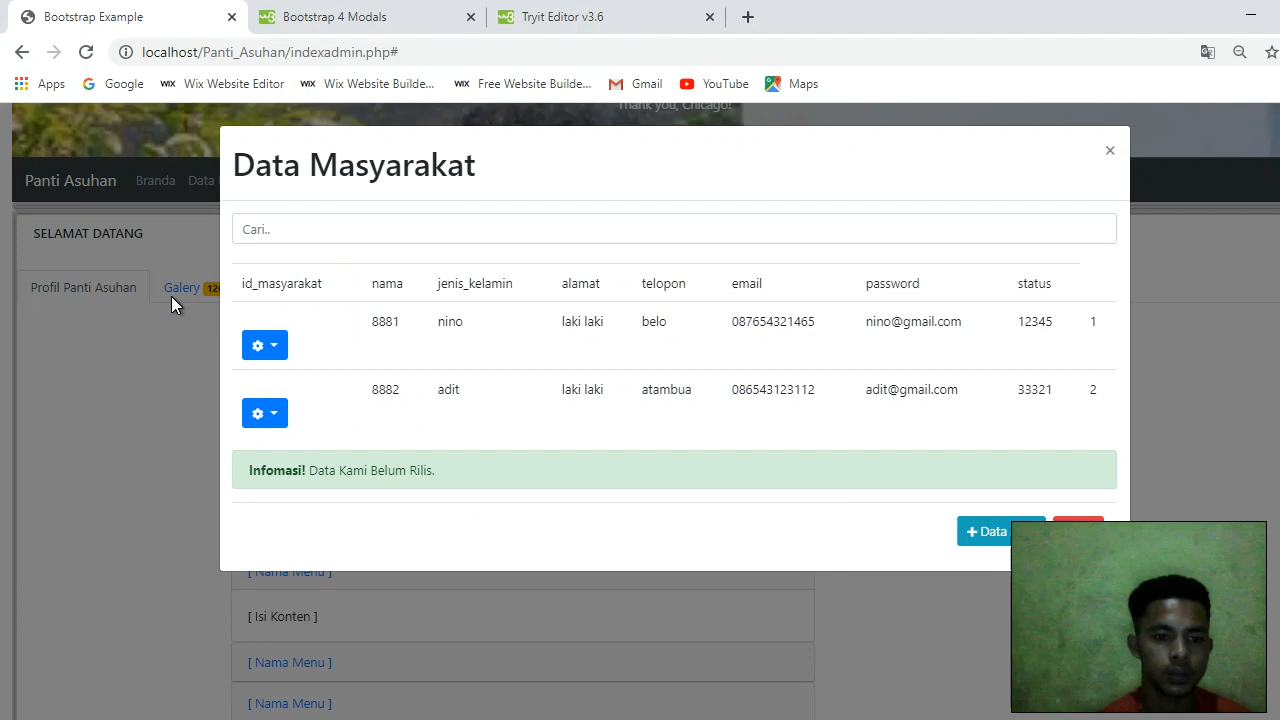 Bootstrap Example
Bootstrap 4 Modals
Tryit Editor v3.6
localhost/Panti_Asuhan/indexadmin.php#
Apps Google Wix Website Editor Wix Website Builde... Free Website Builde... Gmail YouTube Maps
Thank you, Chicago!
Panti Asuhan Branda Data
SELAMAT DATANG
Profil Panti Asuhan Galery
Data Masyarakat ×
Cari..
id_masyarakat nama jenis_kelamin alamat telopon email password status
8881 nino laki laki belo 087654321465 nino@gmail.com 12345 1
8882 adit laki laki atambua 086543123112 adit@gmail.com 33321 2
Infomasi! Data Kami Belum Rilis.
+ Data
[ Nama Menu ]
[ Isi Konten ]
[ Nama Menu ]
[ Nama Menu ]